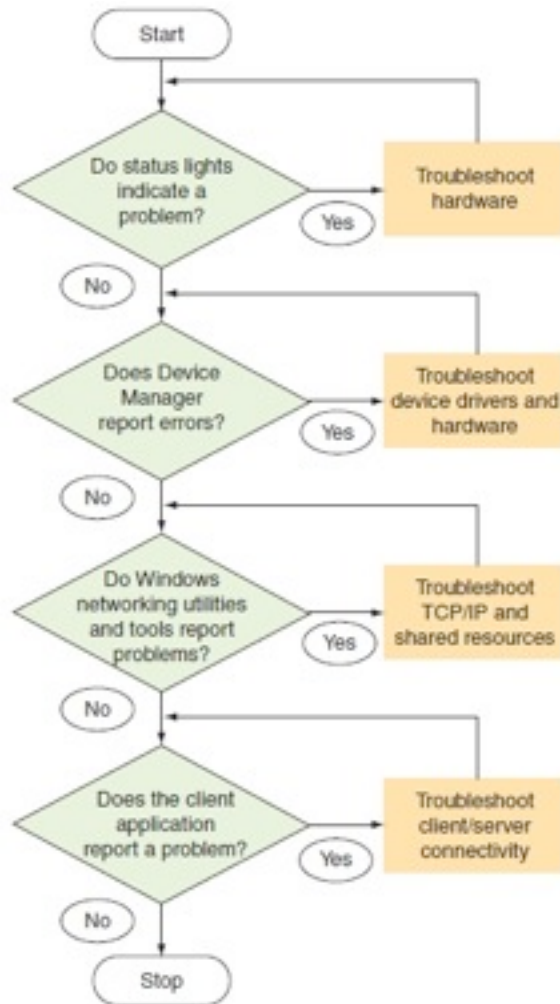 Start
Do status lights
indicate a
problem?
Yes
Troubleshoot
hardware
No
Does Device
Manager
report errors?
Yes
Troubleshoot
device drivers and
hardware
No
Do Windows
networking utilities
and tools report
problems?
Yes
Troubleshoot
TCP/IP and
shared resources
No
Does the client
application
report a problem?
Yes
Troubleshoot
client/server
connectivity
No
Stop